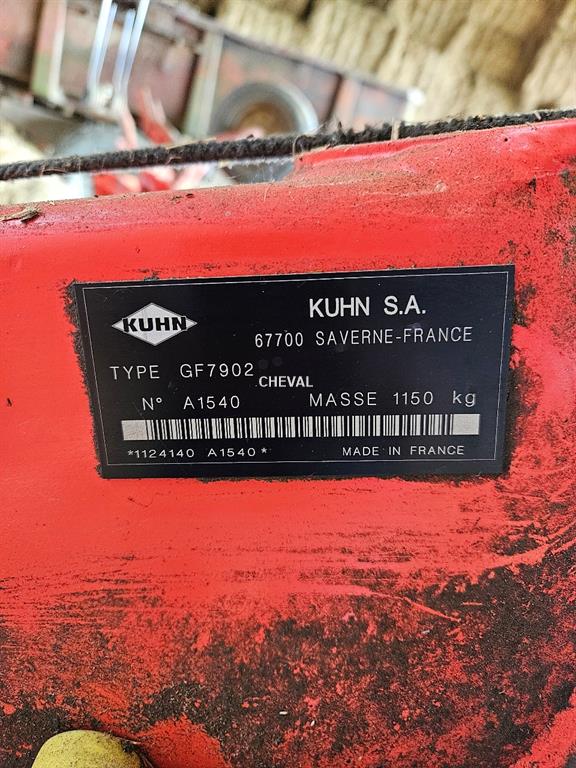 KUHN
KUHN S.A.
67700 SAVERNE-FRANCE
TYPE GF7902
CHEVAL
N° A1540 MASSE 1150 kg
*1124140 A1540*
MADE IN FRANCE